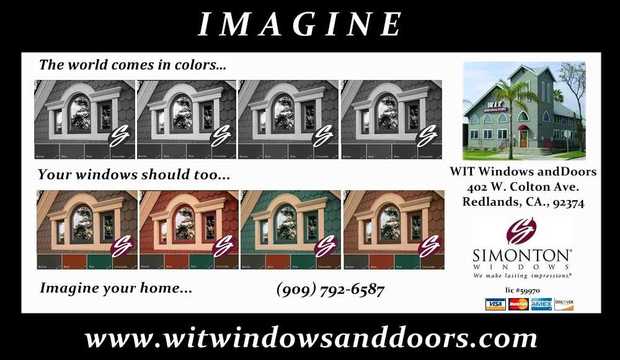 IMAGINE
The world comes in colors...
Your windows should too...
Imagine your home...
(909) 792-6587
W.I.T.
WIT Windows andDoors
402 W. Colton Ave.
Redlands, CA., 92374
S
SIMONTON®
WINDOWS
We make lasting impressions.®
lic #59970
VISA
MasterCard
AMEX
DISCOVER
www.witwindowsanddoors.com